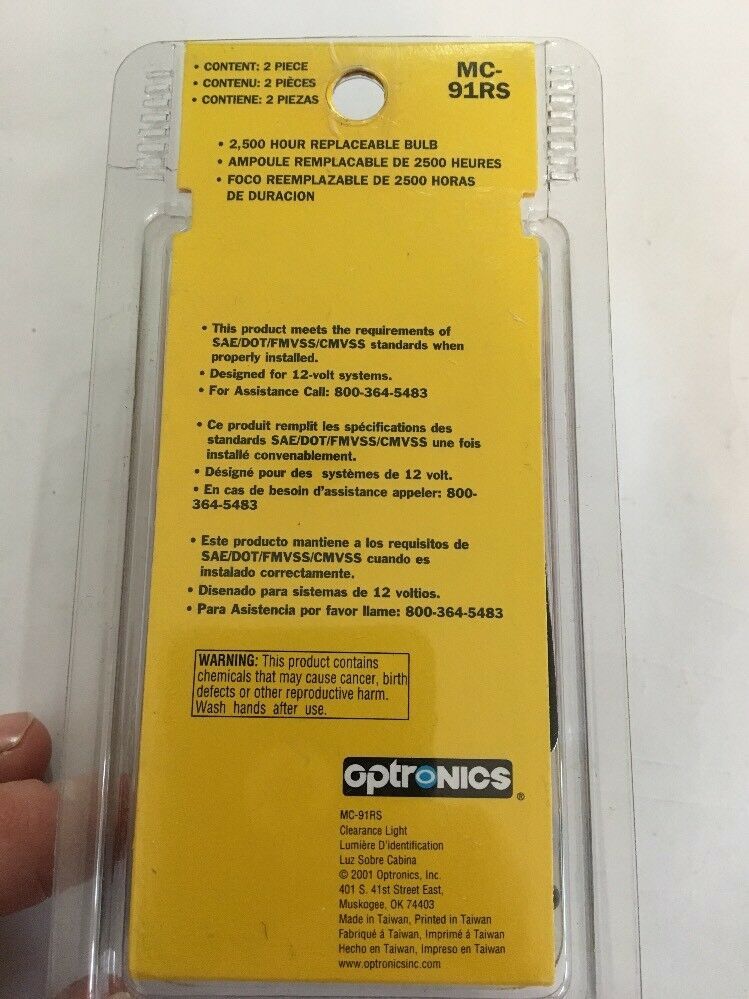 • CONTENT: 2 PIECE
• CONTENU: 2 PIÈCES
• CONTIENE: 2 PIEZAS
MC-
91RS
• 2,500 HOUR REPLACEABLE BULB
• AMPOULE REMPLACABLE DE 2500 HEURES
• FOCO REEMPLAZABLE DE 2500 HORAS
DE DURACION
• This product meets the requirements of
SAE/DOT/FMVSS/CMVSS standards when
properly installed.
• Designed for 12-volt systems.
• For Assistance Call: 800-364-5483
• Ce produit remplit les spécifications des
standards SAE/DOT/FMVSS/CMVSS une fois
installé convenablement.
• Désigné pour des systèmes de 12 volt.
• En cas de besoin d'assistance appeler: 800-
364-5483
• Este producto mantiene a los requisitos de
SAE/DOT/FMVSS/CMVSS cuando es
instalado correctamente.
• Disenado para sistemas de 12 voltios.
• Para Asistencia por favor llame: 800-364-5483
WARNING: This product contains
chemicals that may cause cancer, birth
defects or other reproductive harm.
Wash hands after use.
optroNICS®
MC-91RS
Clearance Light
Lumière D'identification
Luz Sobre Cabina
© 2001 Optronics, Inc.
401 S. 41st Street East,
Muskogee, OK 74403
Made in Taiwan, Printed in Taiwan
Fabriqué à Taiwan, Imprimé à Taiwan
Hecho en Taiwan, Impreso en Taiwan
www.optronicsinc.com